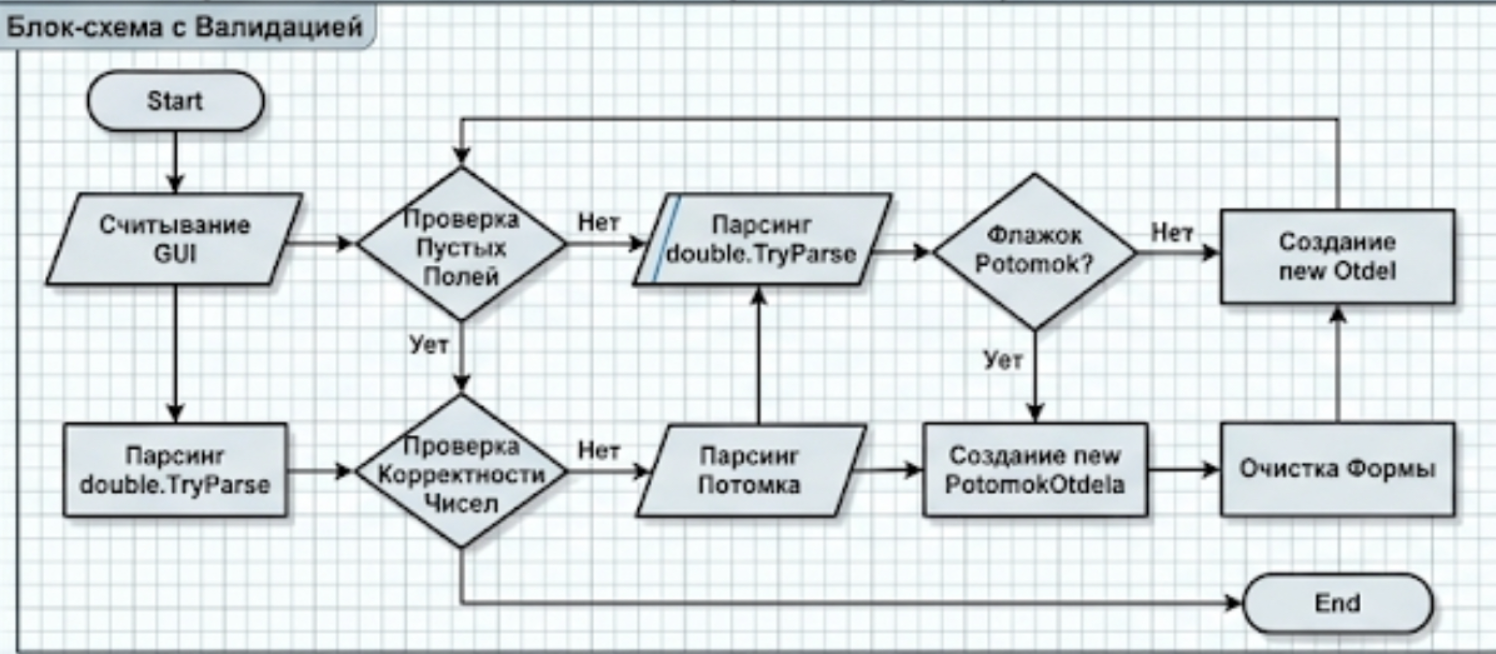 Блок-схема с Валидацией
Start
Считывание
GUI
Проверка
Пустых
Полей
Нет
Парсинг
double.TryParse
Флажок
Potomok?
Нет
Создание
new Otdel
Ует
Ует
Парсинг
double.TryParse
Проверка
Корректности
Чисел
Нет
Парсинг
Потомка
Создание new
PotomokOtdela
Очистка Формы
End